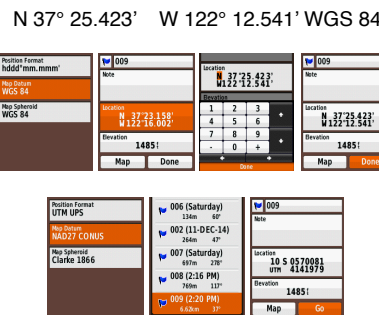 N 37° 25.423’ W 122° 12.541’ WGS 84
Position Format
hddd°mm.mmm'
Map Datum
WGS 84
Map Spheroid
WGS 84
009
Note
Location
N 37°23.158'
W122°16.002'
Elevation
1485f
Map Done
Location
N 37°25.423'
W122°12.541'
Elevation
1 2 3
4 5 6
7 8 9
. 0 +
Done
009
Note
Location
N 37°25.423'
W122°12.541'
Elevation
1485f
Map Done
Position Format
UTM UPS
Map Datum
NAD27 CONUS
Map Spheroid
Clarke 1866
006 (Saturday)
134m 60°
002 (11-DEC-14)
264m 47°
007 (Saturday)
697m 278°
008 (2:16 PM)
769m 117°
009 (2:20 PM)
6.62km 37°
009
Note
Location
10 S 0570081
UTM 4141979
Elevation
1485f
Map Go